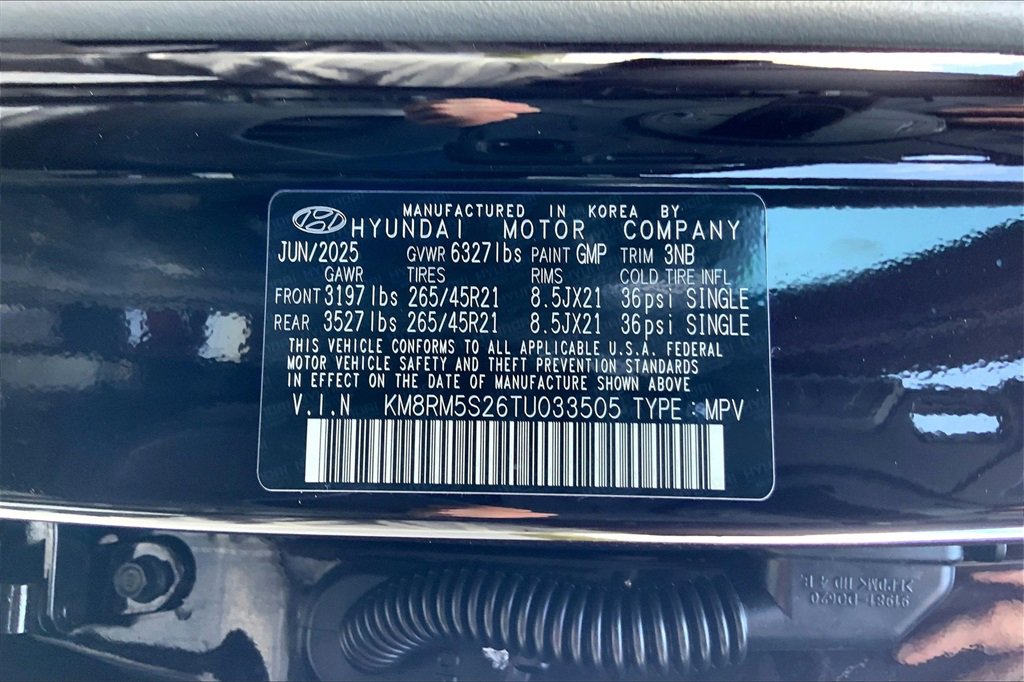 MANUFACTURED IN KOREA BY
HYUNDAI MOTOR COMPANY
JUN/2025 GVWR 6327lbs PAINT GMP TRIM 3NB
GAWR TIRES RIMS COLD TIRE INFL
FRONT 3197lbs 265/45R21 8.5JX21 36psi SINGLE
REAR 3527lbs 265/45R21 8.5JX21 36psi SINGLE
THIS VEHICLE CONFORMS TO ALL APPLICABLE U.S.A. FEDERAL
MOTOR VEHICLE SAFETY AND THEFT PREVENTION STANDARDS
IN EFFECT ON THE DATE OF MANUFACTURE SHOWN ABOVE
V.I.N KM8RM5S26TU033505 TYPE : MPV